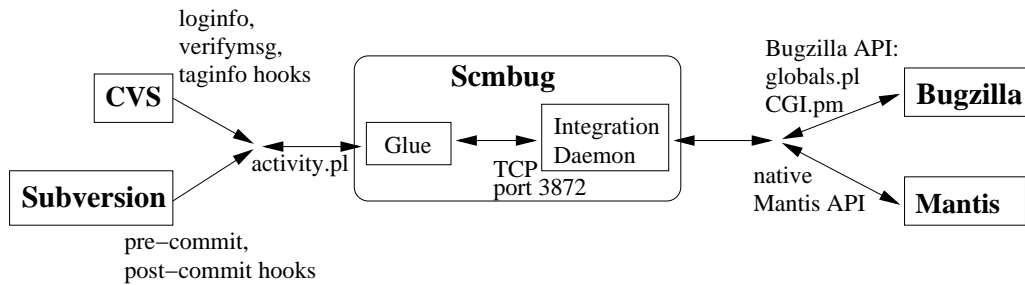 loginfo,
verifymsg,
taginfo hooks
CVS
Subversion
pre−commit,
post−commit hooks
activity.pl
Scmbug
Glue
TCP
port 3872
Integration
Daemon
Bugzilla API:
globals.pl
CGI.pm
native
Mantis API
Bugzilla
Mantis